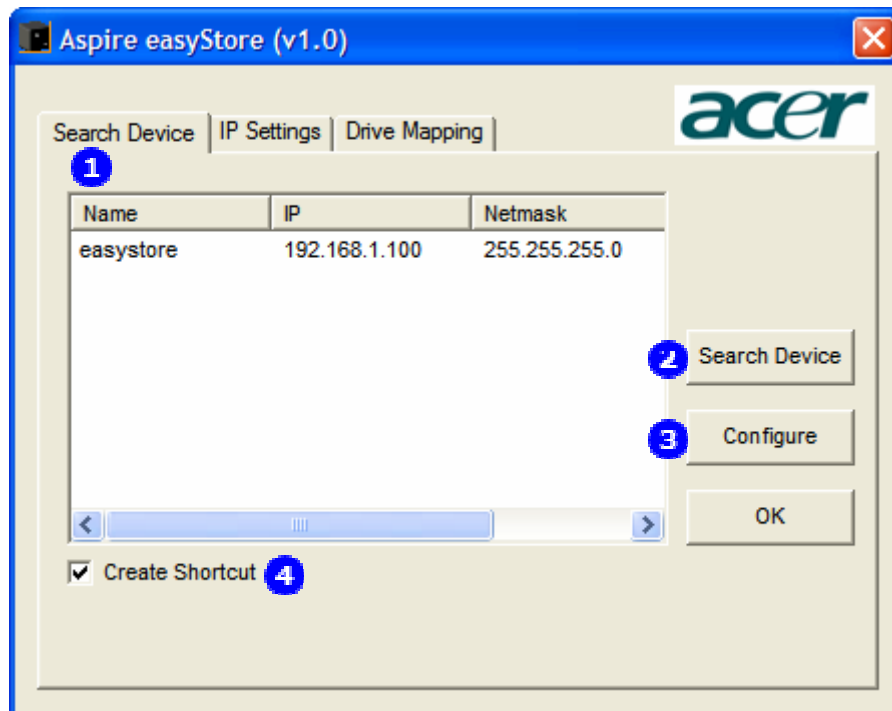 Aspire easyStore (v1.0)
acer
Search Device IP Settings Drive Mapping
1
Name IP Netmask
easystore 192.168.1.100 255.255.255.0
2 Search Device
3 Configure
OK
Create Shortcut 4